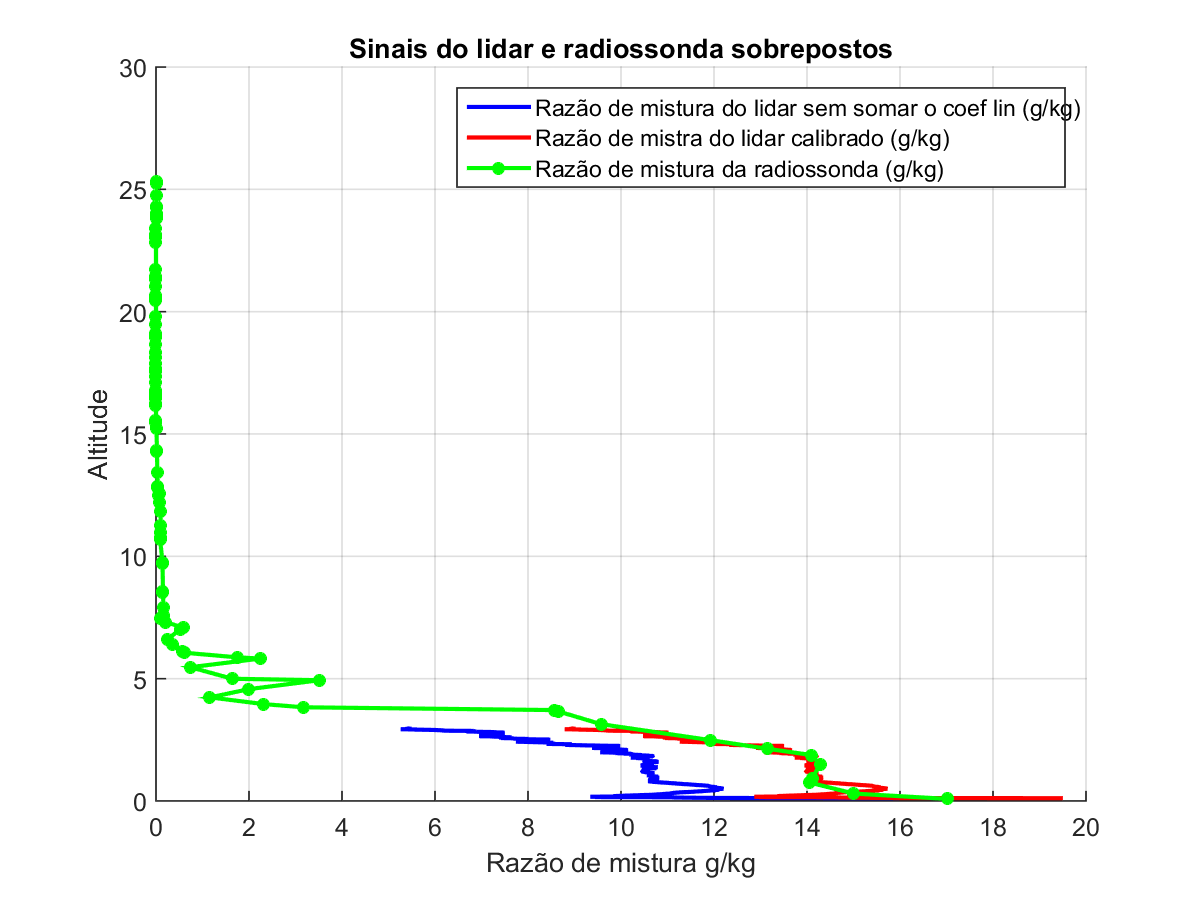 Sinais do lidar e radiossonda sobrepostos
30
25
20
15
10
5
0
Altitude
Razão de mistura do lidar sem somar o coef lin (g/kg)
Razão de mistra do lidar calibrado (g/kg)
Razão de mistura da radiossonda (g/kg)
0 2 4 6 8 10 12 14 16 18 20
Razão de mistura g/kg